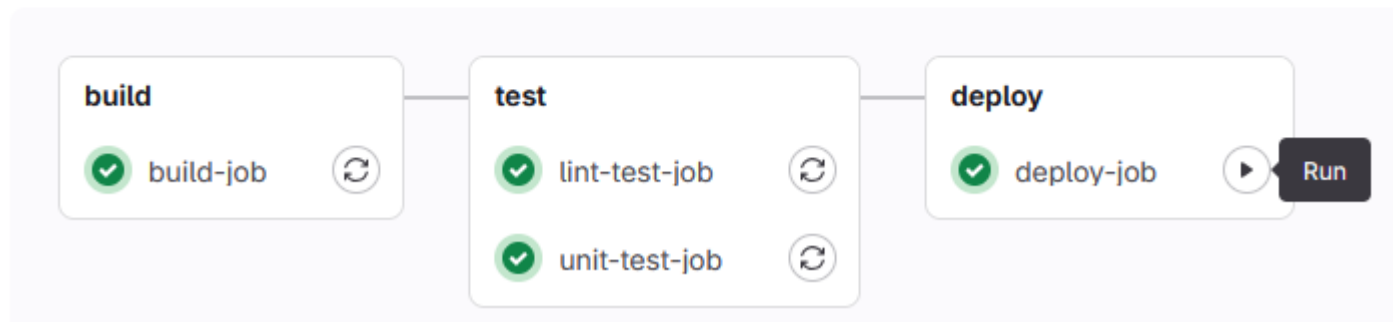 build
build-job
test
lint-test-job
unit-test-job
deploy
deploy-job
Run